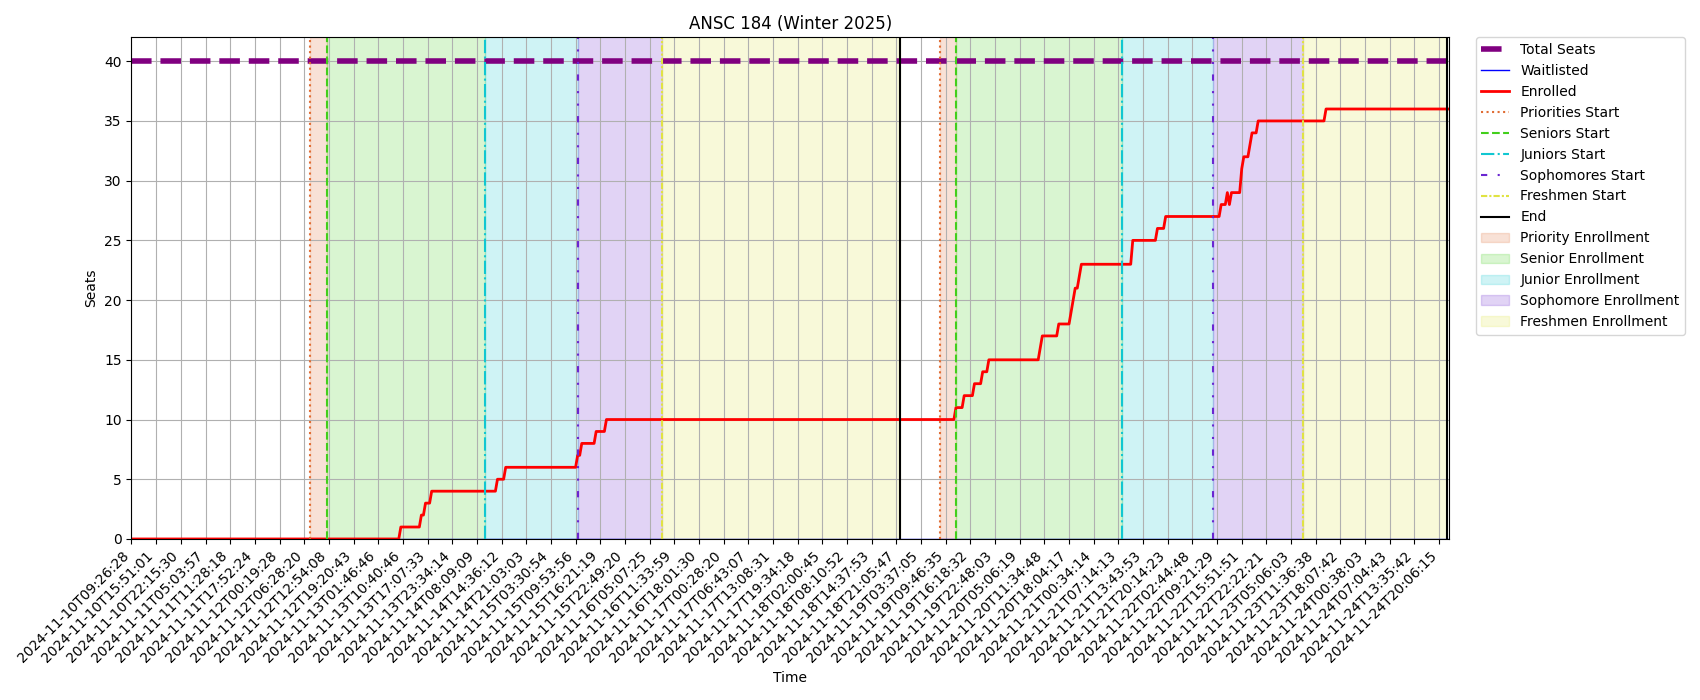 ANSC 184 (Winter 2025)
Seats
40
35
30
25
20
15
10
5
0
2024-11-10T09:26:28
2024-11-10T15:51:01
2024-11-10T22:15:30
2024-11-11T05:03:57
2024-11-11T11:28:18
2024-11-11T17:52:24
2024-11-12T00:19:28
2024-11-12T06:28:20
2024-11-12T12:54:08
2024-11-12T19:20:43
2024-11-13T01:46:46
2024-11-13T10:40:46
2024-11-13T17:07:33
2024-11-13T23:34:14
2024-11-14T08:09:09
2024-11-14T14:36:12
2024-11-14T21:03:03
2024-11-15T03:30:54
2024-11-15T09:53:56
2024-11-15T16:21:19
2024-11-15T22:49:20
2024-11-16T05:07:25
2024-11-16T11:33:59
2024-11-16T18:01:30
2024-11-17T00:28:20
2024-11-17T06:43:07
2024-11-17T13:08:31
2024-11-17T19:34:18
2024-11-18T02:00:45
2024-11-18T08:10:52
2024-11-18T14:37:53
2024-11-18T21:05:47
2024-11-19T03:37:05
2024-11-19T09:46:35
2024-11-19T16:18:32
2024-11-19T22:48:03
2024-11-20T05:06:19
2024-11-20T11:34:48
2024-11-20T18:04:17
2024-11-21T00:34:14
2024-11-21T07:14:13
2024-11-21T13:43:53
2024-11-21T20:14:23
2024-11-22T02:44:48
2024-11-22T09:21:29
2024-11-22T15:51:51
2024-11-22T22:22:21
2024-11-23T05:06:03
2024-11-23T11:36:38
2024-11-23T18:07:42
2024-11-24T00:38:03
2024-11-24T07:04:43
2024-11-24T13:35:42
2024-11-24T20:06:15
Time
Total Seats
Waitlisted
Enrolled
Priorities Start
Seniors Start
Juniors Start
Sophomores Start
Freshmen Start
End
Priority Enrollment
Senior Enrollment
Junior Enrollment
Sophomore Enrollment
Freshmen Enrollment